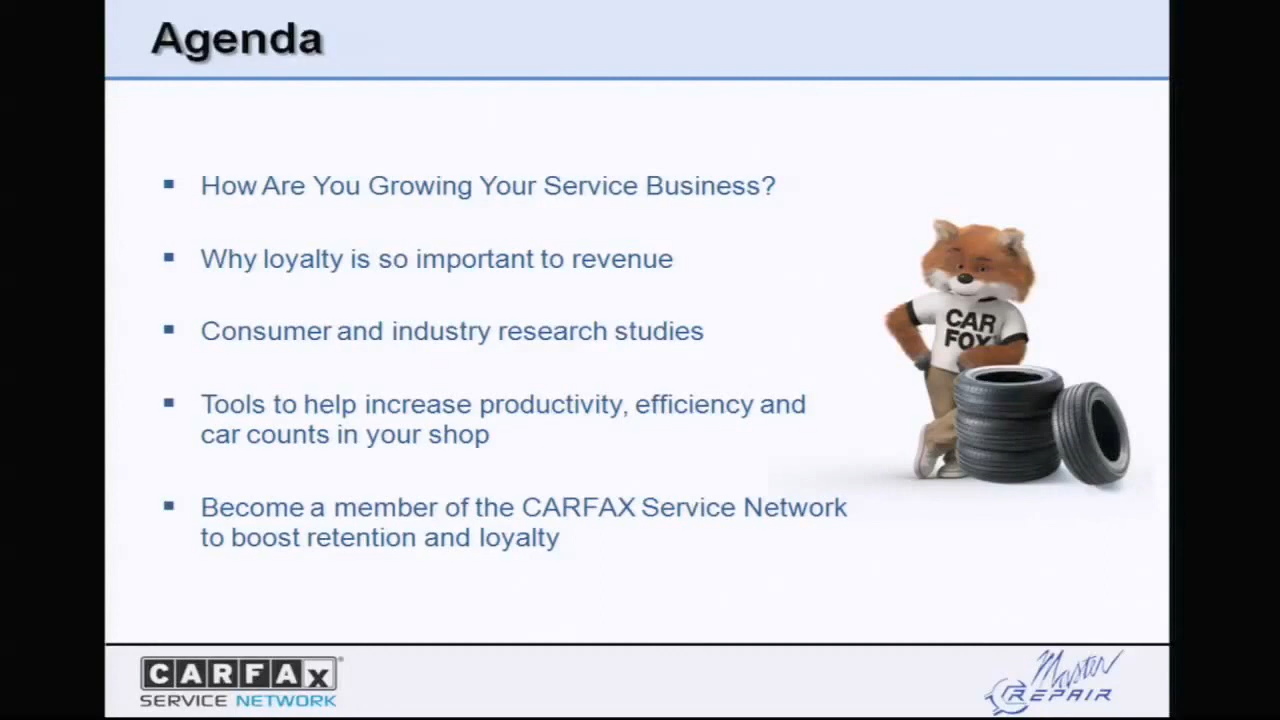 Agenda
▪ How Are You Growing Your Service Business?
▪ Why loyalty is so important to revenue
▪ Consumer and industry research studies
▪ Tools to help increase productivity, efficiency and
car counts in your shop
▪ Become a member of the CARFAX Service Network
to boost retention and loyalty
CAR
FOX
CARFAX®
SERVICE NETWORK
Master
REPAIR